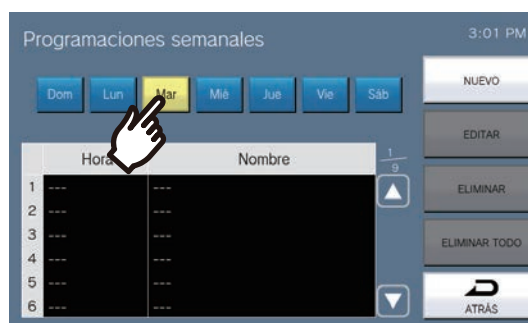 Programaciones semanales
3:01 PM
Dom Lun Mar Mié Jue Vie Sáb
NUEVO
EDITAR
Hora Nombre
1/9
1 --- ---
2 --- ---
3 --- ---
4 --- ---
5 --- ---
6 --- ---
ELIMINAR
ELIMINAR TODO
ATRÁS